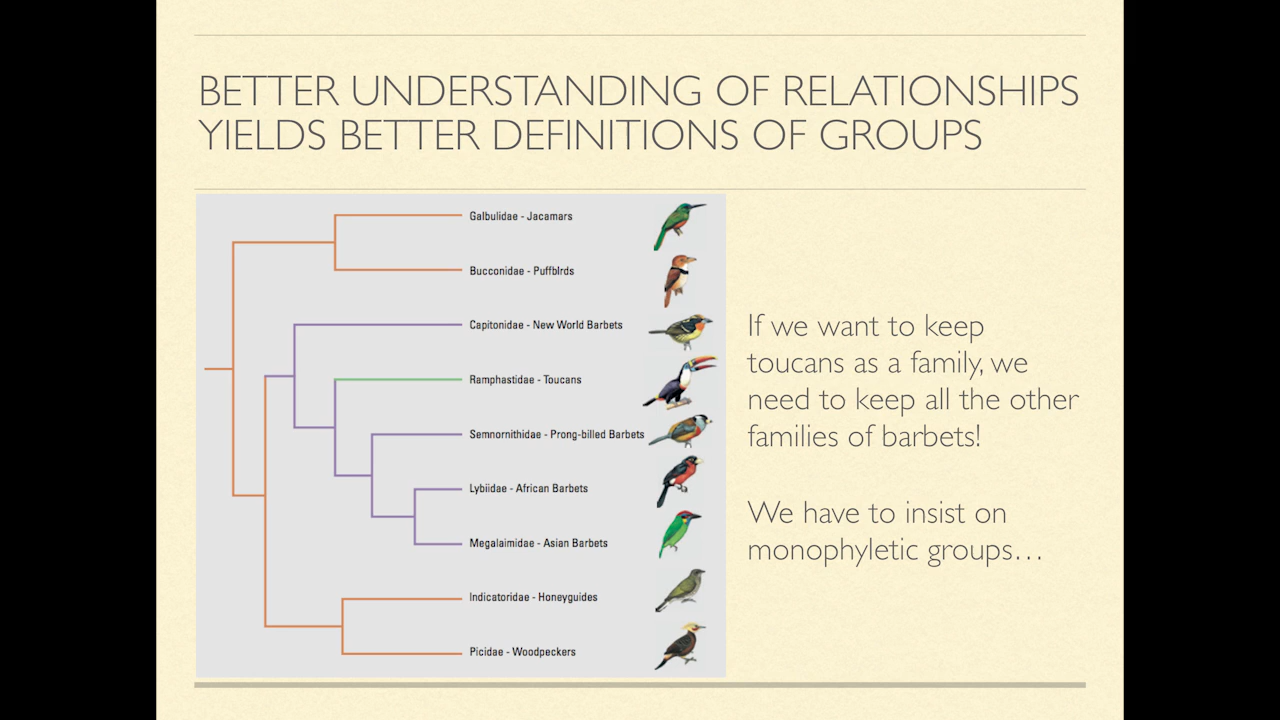 BETTER UNDERSTANDING OF RELATIONSHIPS
YIELDS BETTER DEFINITIONS OF GROUPS
Galbulidae - Jacamars
Bucconidae - Puffbirds
Capitonidae - New World Barbets
Ramphastidae - Toucans
Semnornithidae - Prong-billed Barbets
Lybiidae - African Barbets
Megalaimidae - Asian Barbets
Indicatoridae - Honeyguides
Picidae - Woodpeckers
If we want to keep
toucans as a family, we
need to keep all the other
families of barbets!
We have to insist on
monophyletic groups…